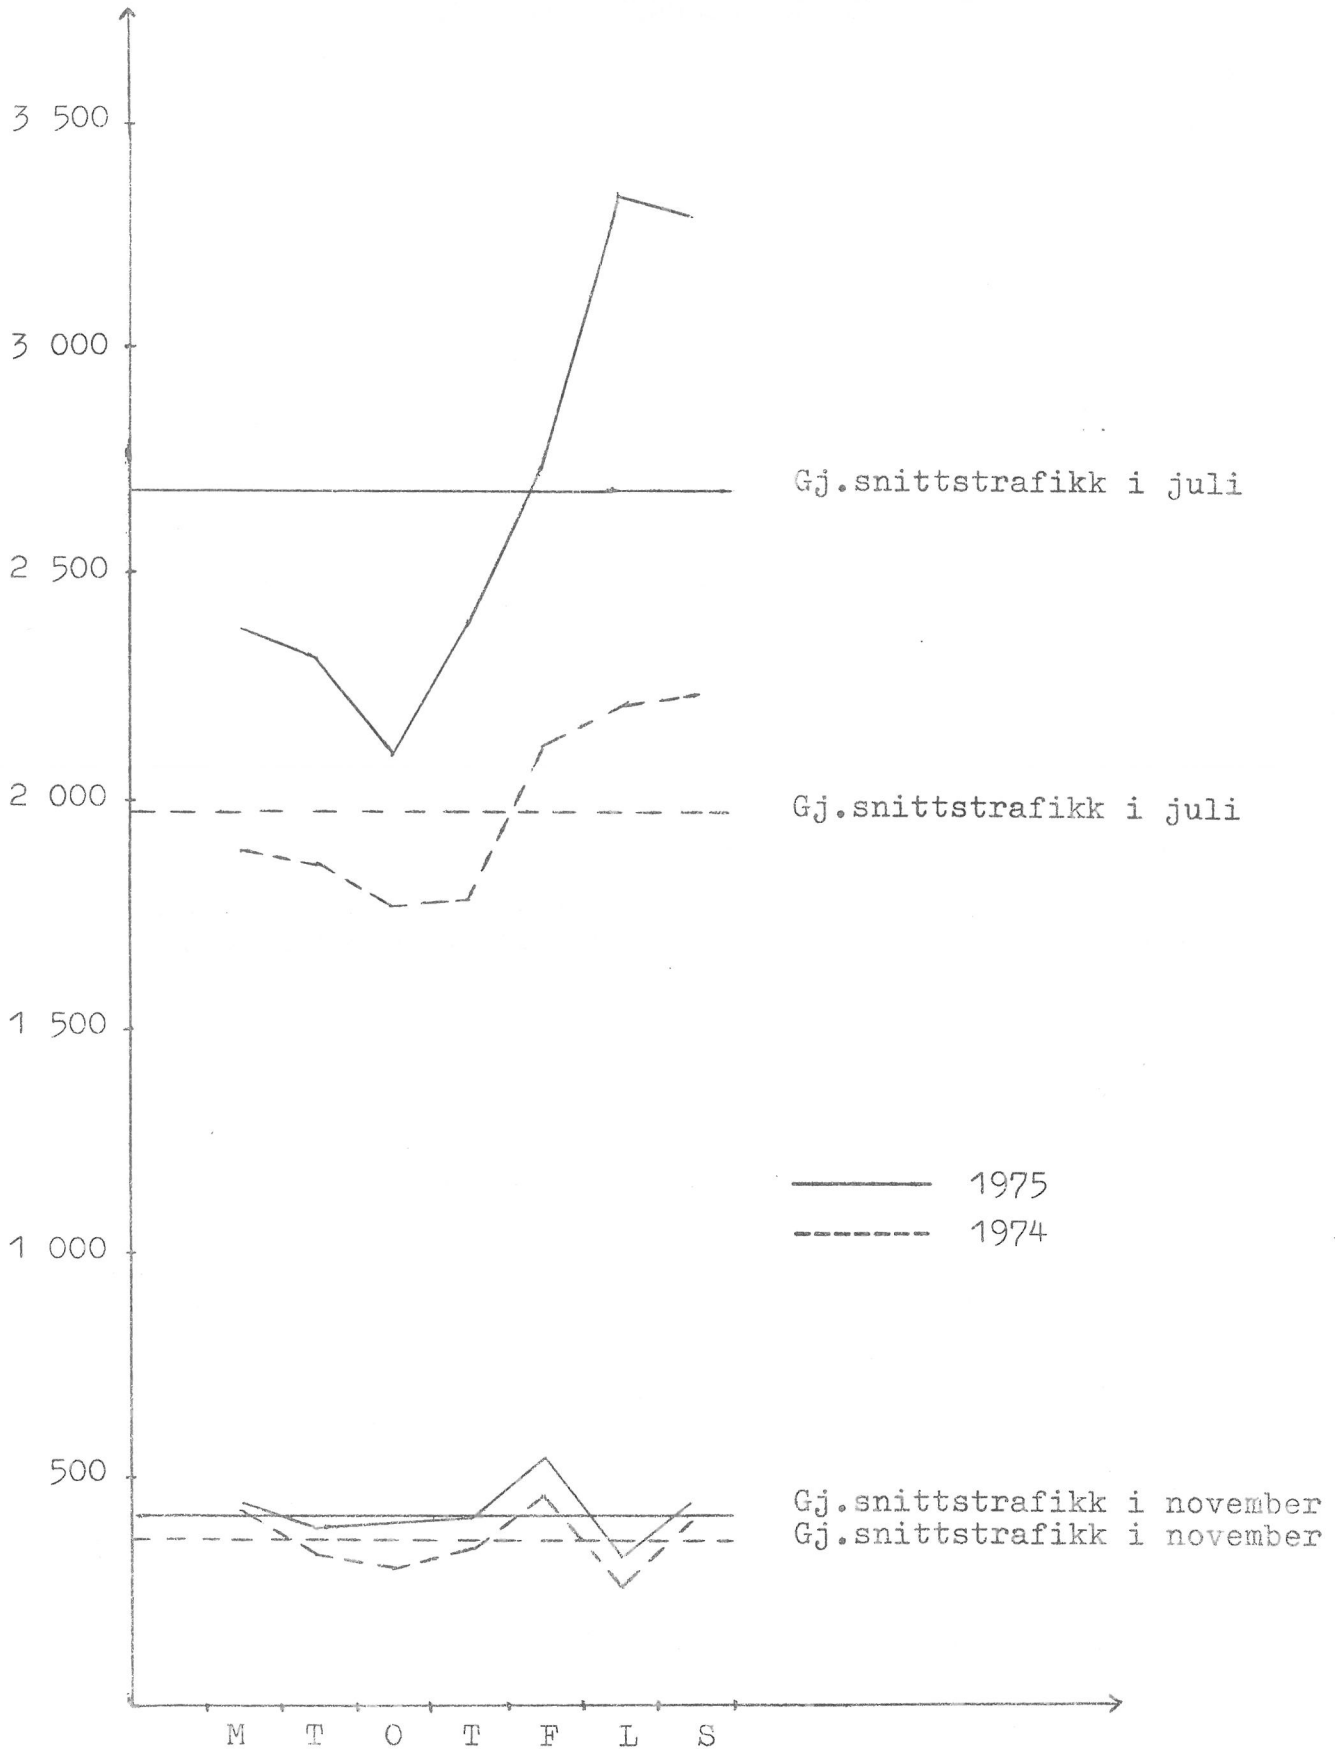 3 500
3 000
Gj.snittstrafikk i juli
2 500
2 000
Gj.snittstrafikk i juli
1 500
1975
1974
1 000
500
Gj.snittstrafikk i november
Gj.snittstrafikk i november
M T O T F L S